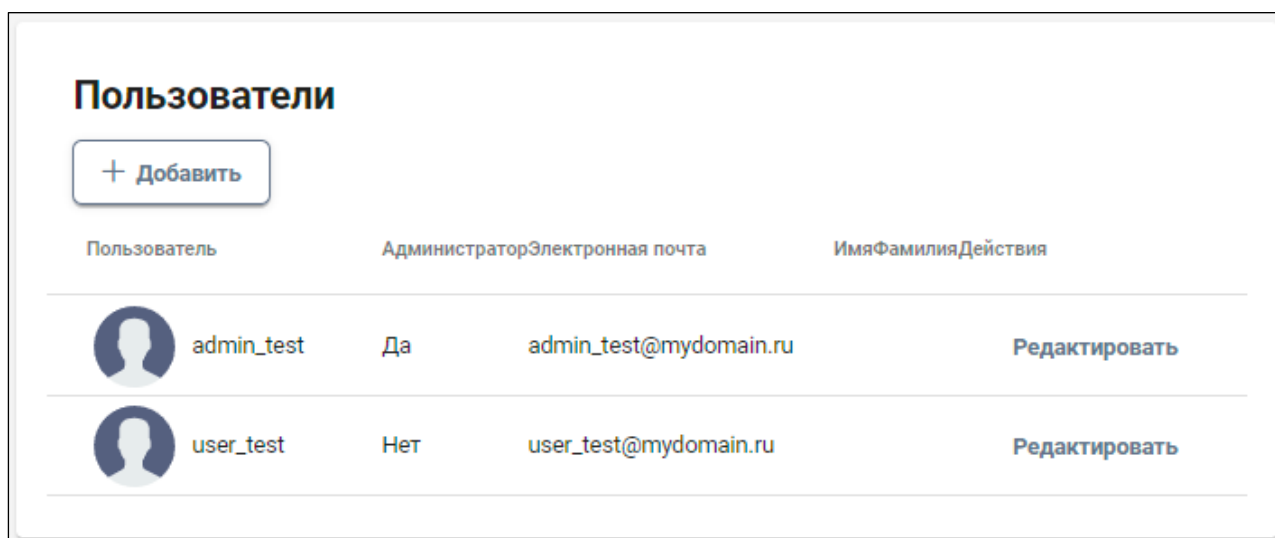 Пользователи
+ Добавить
Пользователь АдминистраторЭлектронная почта ИмяФамилияДействия
admin_test Да admin_test@mydomain.ru Редактировать
user_test Нет user_test@mydomain.ru Редактировать